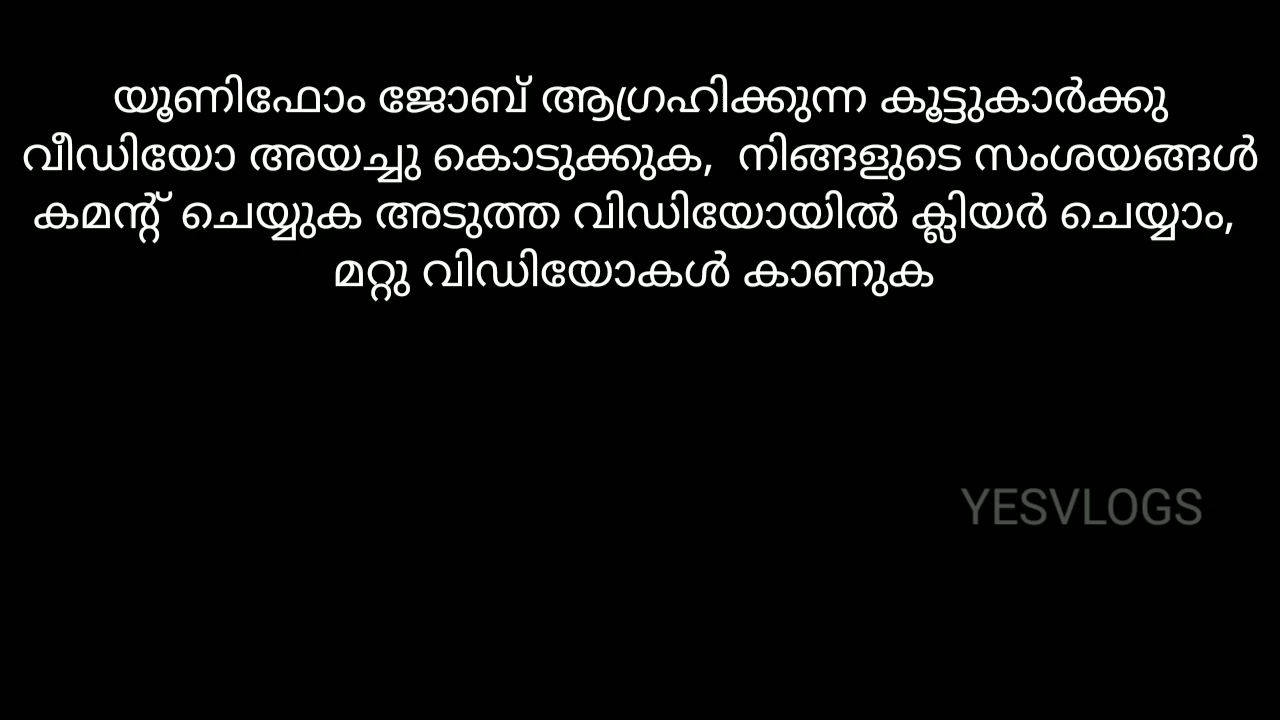 യൂണിഫോം ജോബ് ആഗ്രഹിക്കുന്ന കൂട്ടുകാർക്കു
വീഡിയോ അയച്ചു കൊടുക്കുക, നിങ്ങളുടെ സംശയങ്ങൾ
കമന്റ് ചെയ്യുക അടുത്ത വിഡിയോയിൽ ക്ലിയർ ചെയ്യാം,
മറ്റു വിഡിയോകൾ കാണുക
YESVLOGS